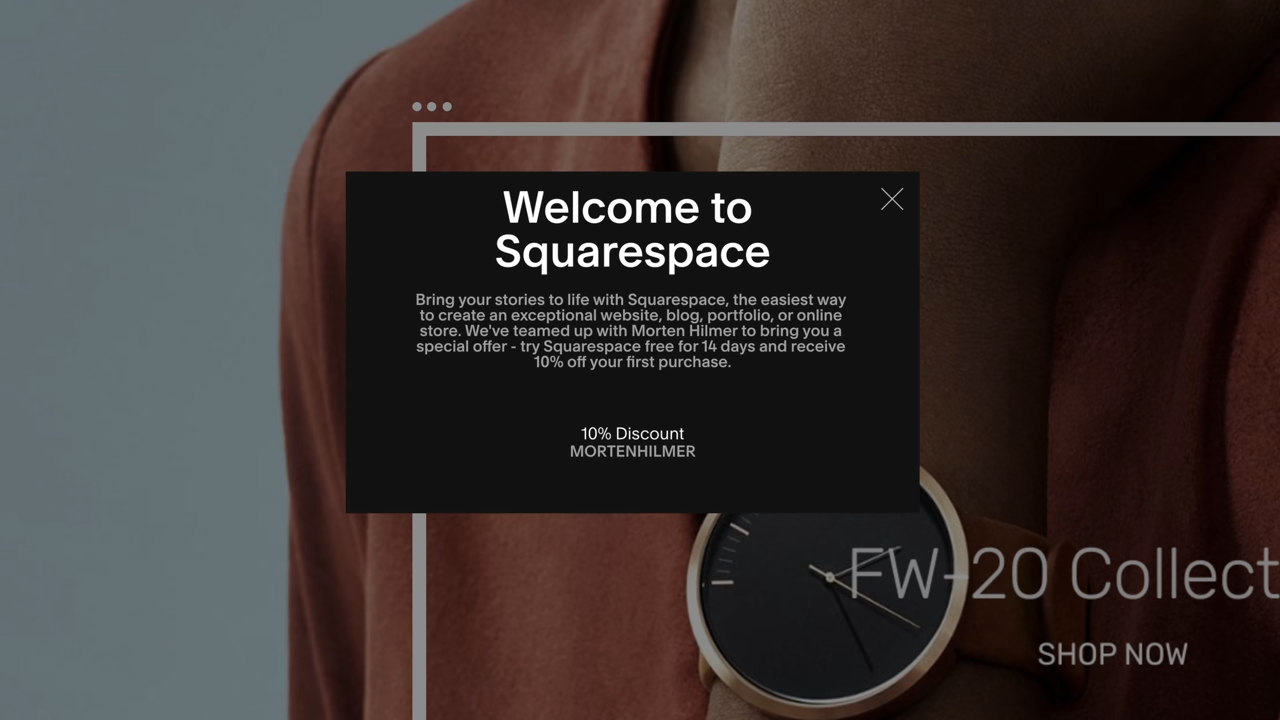 Welcome to
Squarespace
Bring your stories to life with Squarespace, the easiest way
to create an exceptional website, blog, portfolio, or online
store. We've teamed up with Morten Hilmer to bring you a
special offer - try Squarespace free for 14 days and receive
10% off your first purchase.
10% Discount
MORTENHILMER
FW-20 Collect
SHOP NOW